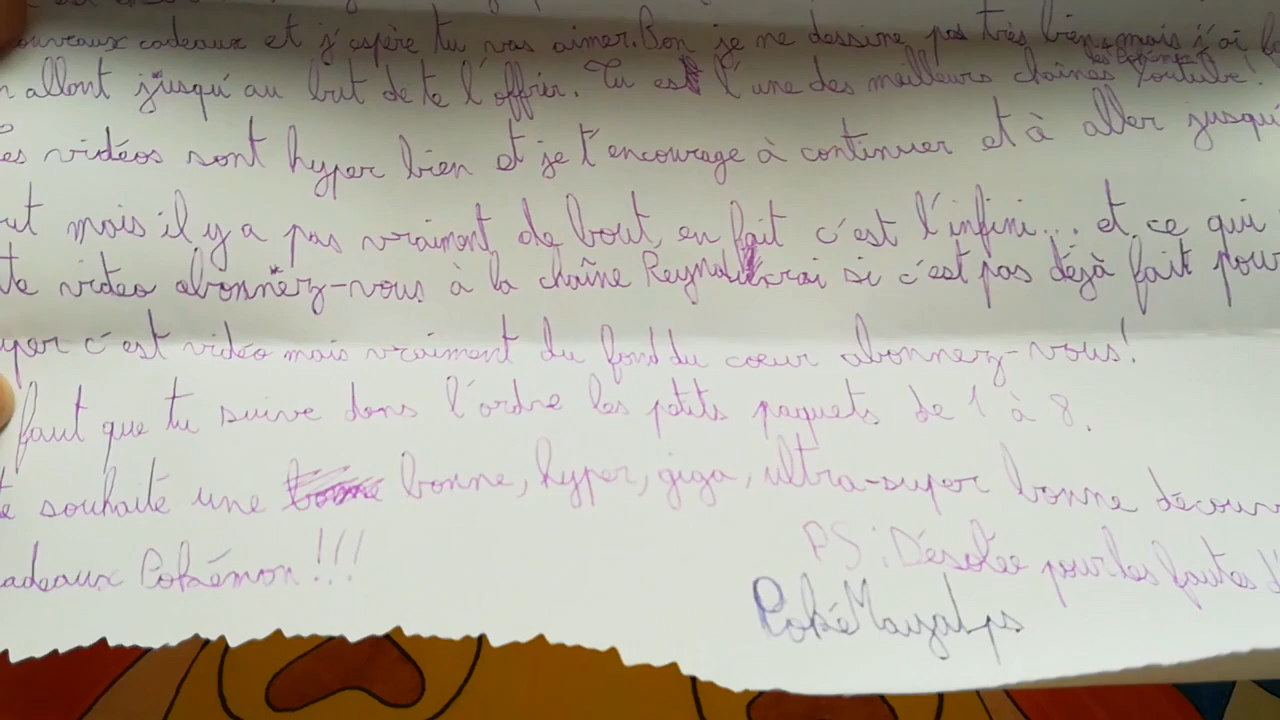 ouveaux cadeaux et j'espère tu vas aimer. Bon je ne dessine pas très bien mais j'ai
allont jusqu'au but de te l'offrir. Tu es l'une des meilleurs chaînes Youtube!
es vidéos sont hyper bien et je t'encourage à continuer et à aller jusqu'
ut mais il y a pas vraiment de bout, en fait c'est l'infini... et ce qui
te vidéo abonnez-vous à la chaîne si c'est pas déjà fait pour
yer c'est vidéo mais vraiment du fond du coeur abonnez-vous!
faut que tu suive dans l'ordre les petits paquets de 1 à 8.
te souhaite une bonne, hyper, giga, ultra-super bonne découv
adeaux Pokémon!!!
PS: Désolée pour les fautes d'